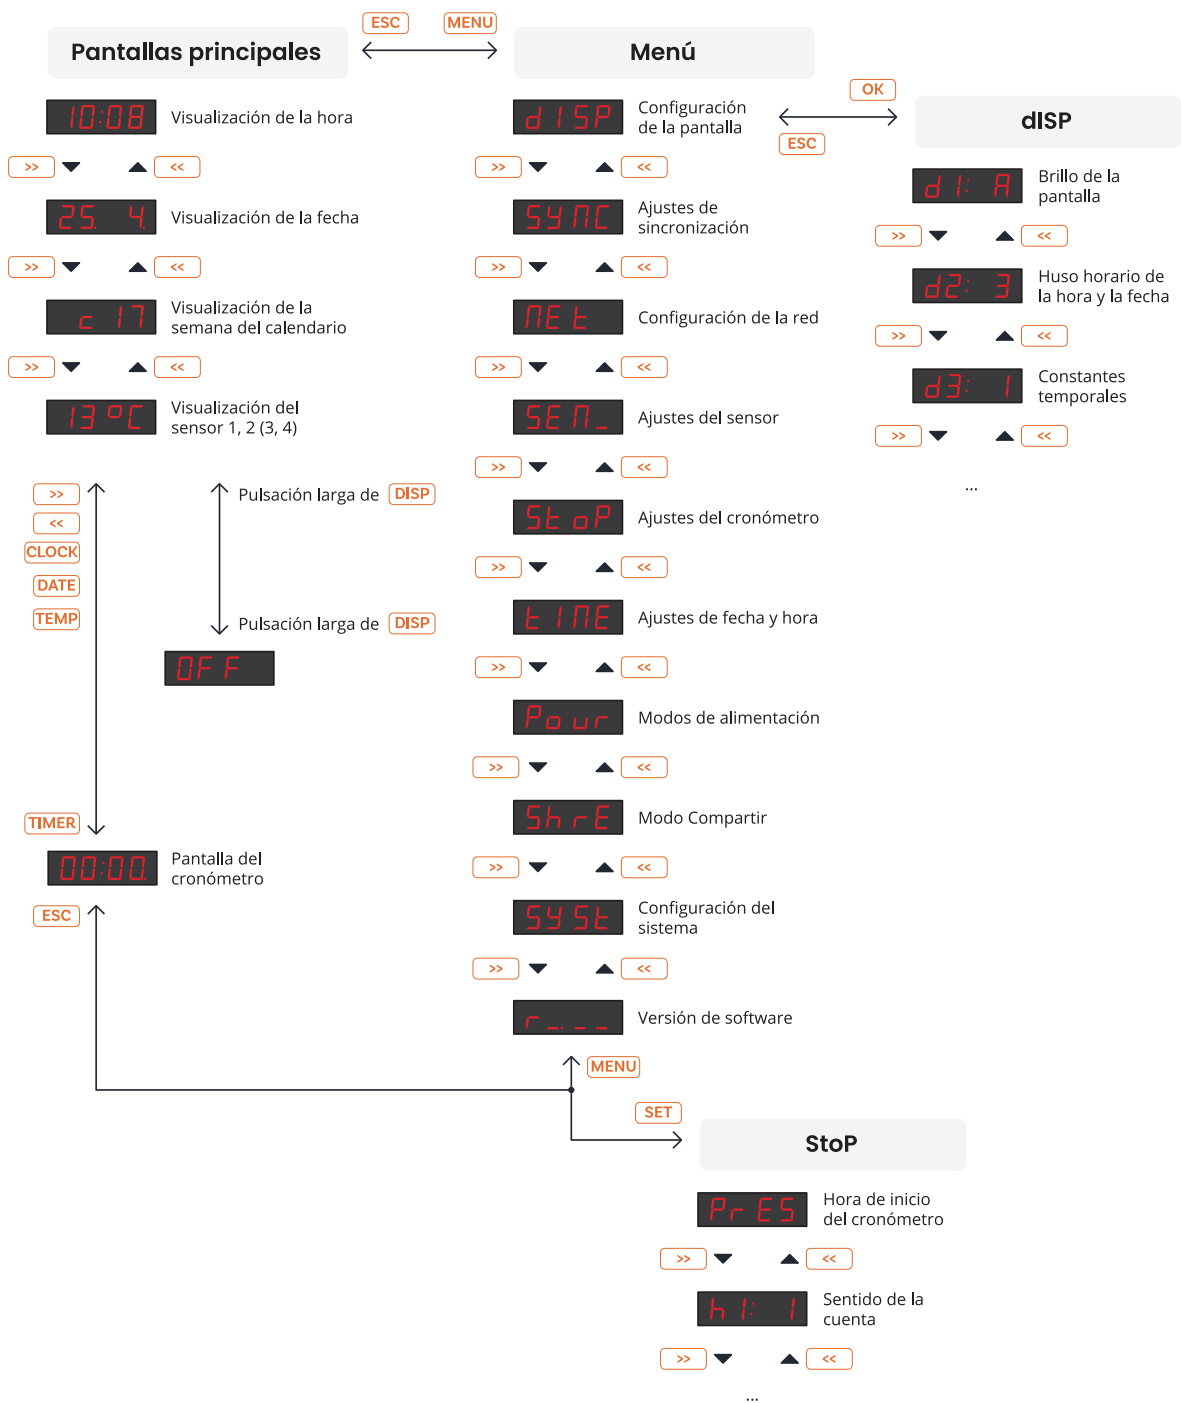 ESC MENU
Pantallas principales
10:08 Visualización de la hora
>> <<
25. 4. Visualización de la fecha
>> <<
c 17 Visualización de la
semana del calendario
>> <<
13 °C Visualización del
sensor 1, 2 (3, 4)
>>
<<
CLOCK
DATE
TEMP
Pulsación larga de DISP
Pulsación larga de DISP
OFF
TIMER
00:00. Pantalla del
cronómetro
ESC
Menú
dISP Configuración
de la pantalla
>> <<
SYNC Ajustes de
sincronización
>> <<
NEt Configuración de la red
>> <<
SEN_ Ajustes del sensor
>> <<
StoP Ajustes del cronómetro
>> <<
tIME Ajustes de fecha y hora
>> <<
Pour Modos de alimentación
>> <<
ShrE Modo Compartir
>> <<
SYSt Configuración del
sistema
>> <<
r _._ _ Versión de software
MENU
OK
ESC
dISP
d1: A Brillo de la
pantalla
>> <<
d2: 3 Huso horario de
la hora y la fecha
>> <<
d3: 1 Constantes
temporales
>> <<
...
SET
StoP
PrES Hora de inicio
del cronómetro
>> <<
h1: 1 Sentido de la
cuenta
>> <<
...